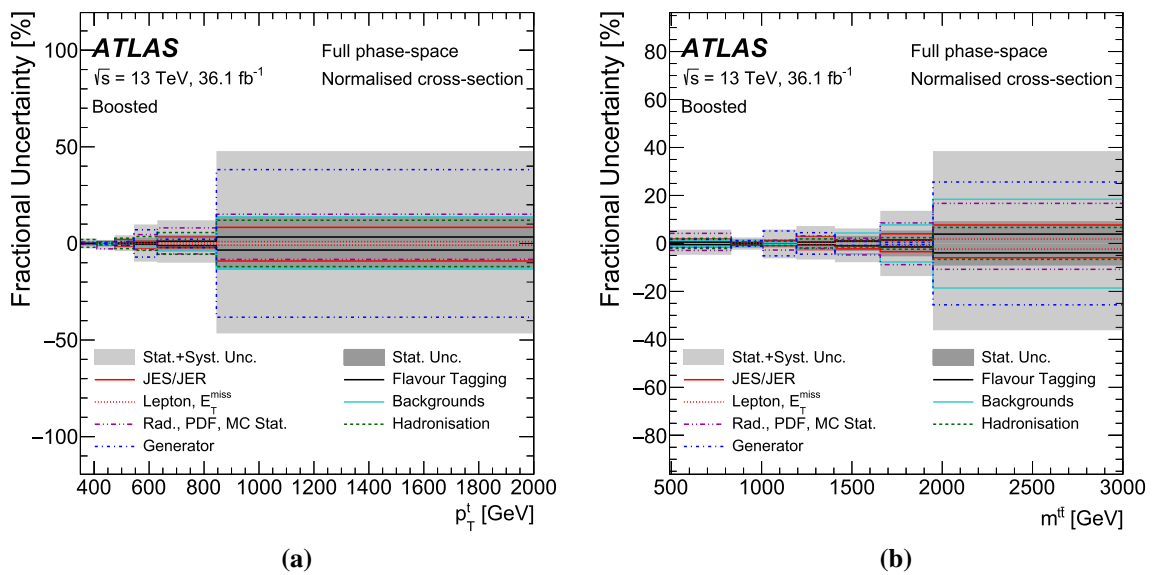 Fractional Uncertainty [%]
ATLAS
√s = 13 TeV, 36.1 fb⁻¹
Boosted
Full phase-space
Normalised cross-section
100
50
0
−50
−100
Stat.+Syst. Unc.
Stat. Unc.
JES/JER
Flavour Tagging
Lepton, E_T^miss
Backgrounds
Rad., PDF, MC Stat.
Hadronisation
Generator
400 600 800 1000 1200 1400 1600 1800 2000
p_T^t [GeV]
(a)
Fractional Uncertainty [%]
ATLAS
√s = 13 TeV, 36.1 fb⁻¹
Boosted
Full phase-space
Normalised cross-section
80
60
40
20
0
−20
−40
−60
−80
Stat.+Syst. Unc.
Stat. Unc.
JES/JER
Flavour Tagging
Lepton, E_T^miss
Backgrounds
Rad., PDF, MC Stat.
Hadronisation
Generator
500 1000 1500 2000 2500 3000
m^tt̄ [GeV]
(b)